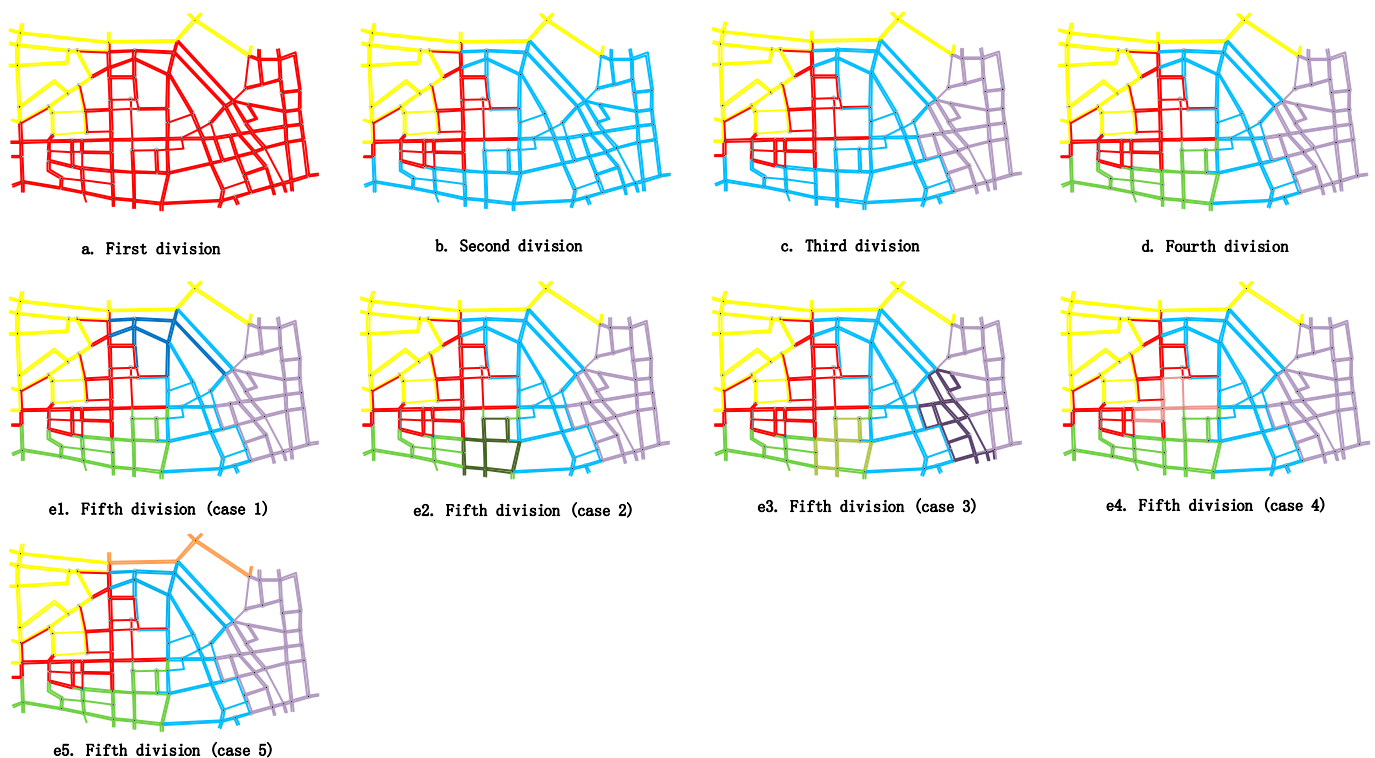 a. First division
b. Second division
c. Third division
d. Fourth division
e1. Fifth division (case 1)
e2. Fifth division (case 2)
e3. Fifth division (case 3)
e4. Fifth division (case 4)
e5. Fifth division (case 5)